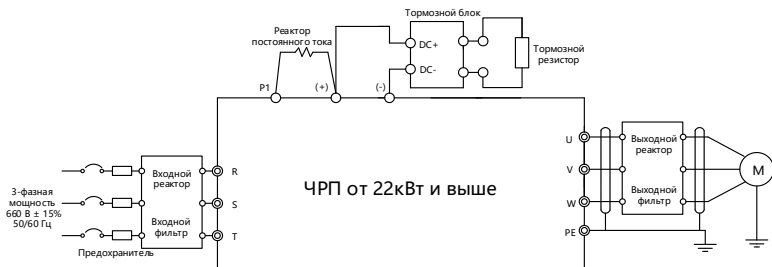 Тормозной блок
Реактор
постоянного тока
DC+
DC-
Тормозной
резистор
P1
(+)
(-)
U
V
W
PE
Выходной
реактор
Выходной
фильтр
M
ЧРП от 22кВт и выше
Входной
реактор
Входной
фильтр
R
S
T
3-фазная
мощность
660 В ± 15%
50/60 Гц
Предохранитель